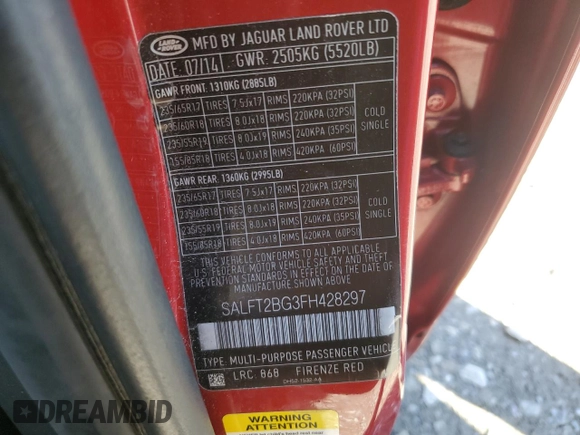 LAND ROVER
MFD BY JAGUAR LAND ROVER LTD
DATE 07/14 GWR. 2505KG (5520LB)
GAWR FRONT: 1310KG (2885LB)
235/65R17 TIRES 7.5Jx17 RIMS 220KPA (32PSI)
235/60R18 TIRES 8.0Jx18 RIMS 220KPA (32PSI)
235/55R19 TIRES 8.0Jx19 RIMS 240KPA (35PSI)
155/85R18 TIRES 4.0Jx18 RIMS 420KPA (60PSI)
COLD
SINGLE
GAWR REAR: 1360KG (2995LB)
235/65R17 TIRES 7.5Jx17 RIMS 220KPA (32PSI)
235/60R18 TIRES 8.0Jx18 RIMS 220KPA (32PSI)
235/55R19 TIRES 8.0Jx19 RIMS 240KPA (35PSI)
155/85R18 TIRES 4.0Jx18 RIMS 420KPA (60PSI)
COLD
SINGLE
THIS VEHICLE CONFORMS TO ALL APPLICABLE
U.S. FEDERAL MOTOR VEHICLE SAFETY,
BUMPER AND THEFT PREVENTION
STANDARDS IN EFFECT ON THE DATE OF
MANUFACTURE SHOWN ABOVE.
SALFT2BG3FH428297
TYPE: MULTI-PURPOSE PASSENGER VEHICLE
LRC: 868 FIRENZE RED
WARNING
ATTENTION
DREAMBID